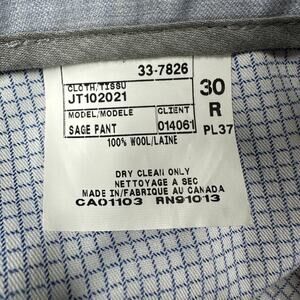 33-7826
CLOTH/TISSU
JT102021
30
MODEL/MODELE CLIENT
R
SAGE PANT 014061
PL37
100% WOOL/LAINE
DRY CLEAN ONLY
NETTOYAGE A SEC
MADE IN/FABRIQUE AU CANADA
CA01103 RN91013